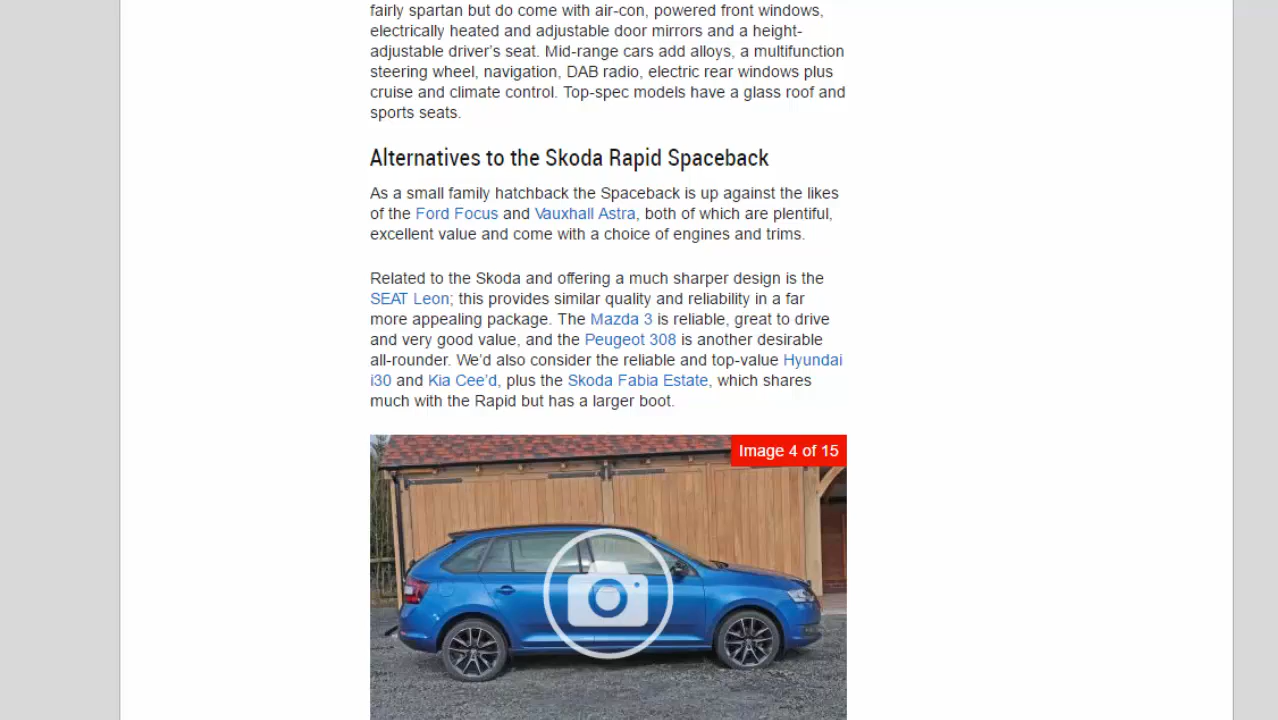 fairly spartan but do come with air-con, powered front windows,
electrically heated and adjustable door mirrors and a height-
adjustable driver’s seat. Mid-range cars add alloys, a multifunction
steering wheel, navigation, DAB radio, electric rear windows plus
cruise and climate control. Top-spec models have a glass roof and
sports seats.
Alternatives to the Skoda Rapid Spaceback
As a small family hatchback the Spaceback is up against the likes
of the Ford Focus and Vauxhall Astra, both of which are plentiful,
excellent value and come with a choice of engines and trims.
Related to the Skoda and offering a much sharper design is the
SEAT Leon; this provides similar quality and reliability in a far
more appealing package. The Mazda 3 is reliable, great to drive
and very good value, and the Peugeot 308 is another desirable
all-rounder. We’d also consider the reliable and top-value Hyundai
i30 and Kia Cee’d, plus the Skoda Fabia Estate, which shares
much with the Rapid but has a larger boot.
Image 4 of 15